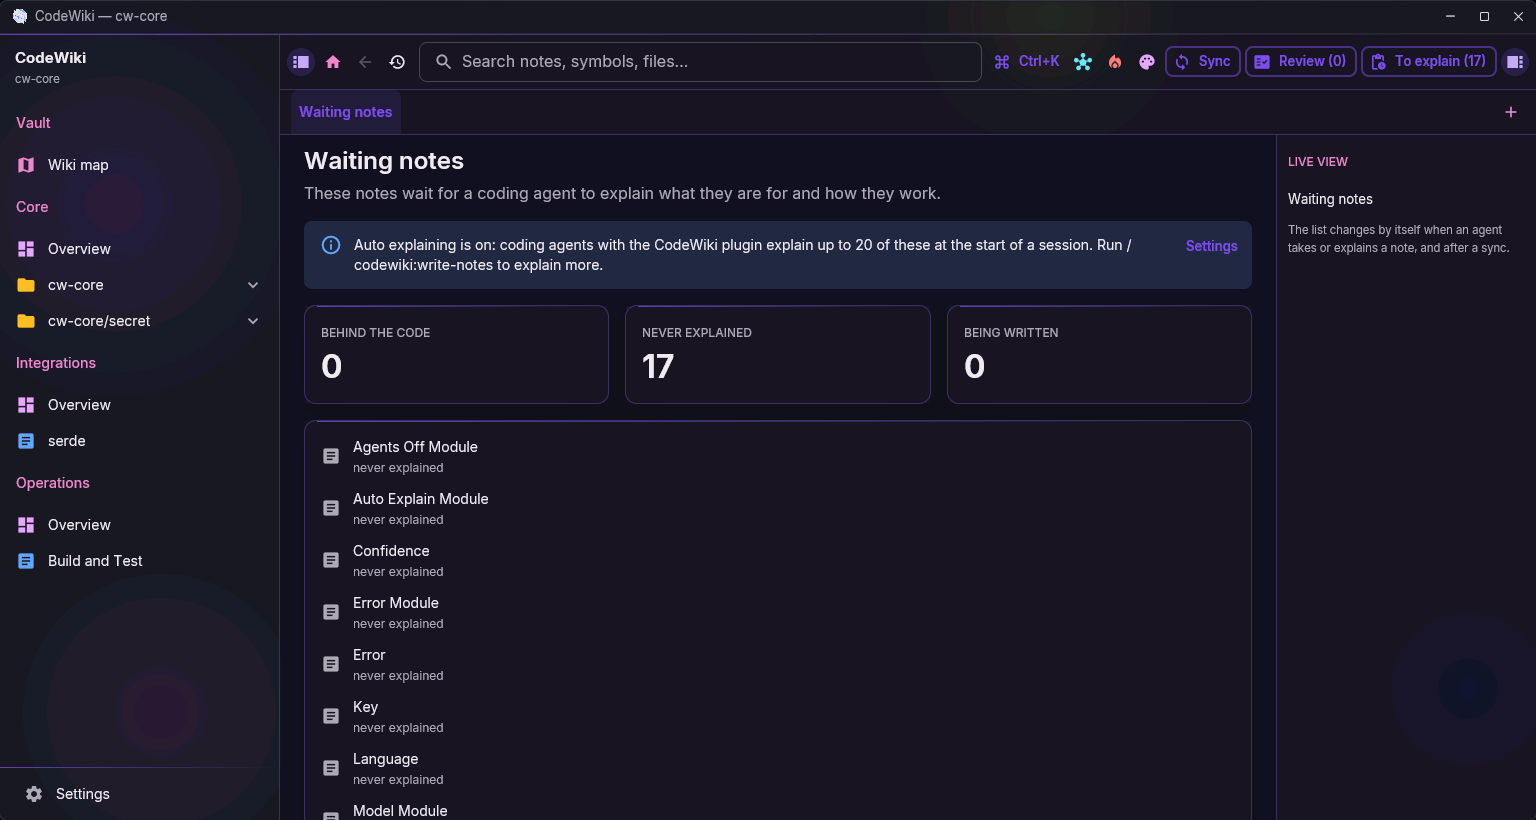 CodeWiki — cw-core
CodeWiki
cw-core
Search notes, symbols, files...
Ctrl+K
Sync
Review (0)
To explain (17)
Vault
Wiki map
Core
Overview
cw-core
cw-core/secret
Integrations
Overview
serde
Operations
Overview
Build and Test
Settings
Waiting notes
Waiting notes
These notes wait for a coding agent to explain what they are for and how they work.
Auto explaining is on: coding agents with the CodeWiki plugin explain up to 20 of these at the start of a session. Run /
codewiki:write-notes to explain more.
Settings
BEHIND THE CODE
0
NEVER EXPLAINED
17
BEING WRITTEN
0
Agents Off Module
never explained
Auto Explain Module
never explained
Confidence
never explained
Error Module
never explained
Error
never explained
Key
never explained
Language
never explained
Model Module
LIVE VIEW
Waiting notes
The list changes by itself when an agent
takes or explains a note, and after a sync.